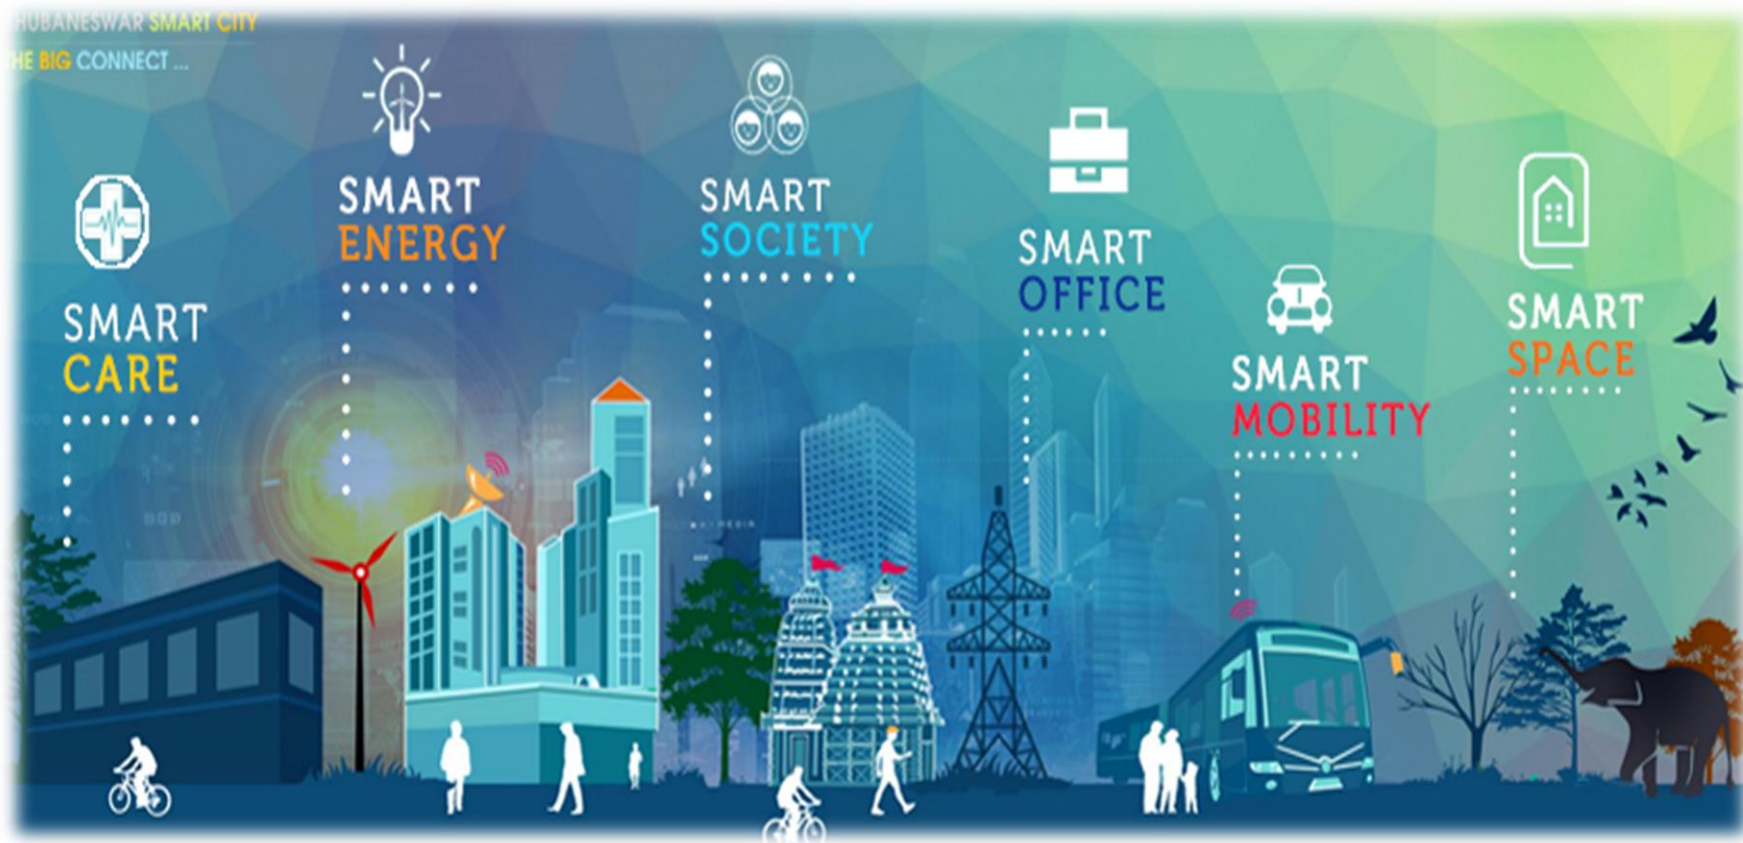 HUBANESWAR SMART CITY
HE BIG CONNECT ...
SMART
CARE
SMART
ENERGY
SMART
SOCIETY
SMART
OFFICE
SMART
MOBILITY
SMART
SPACE